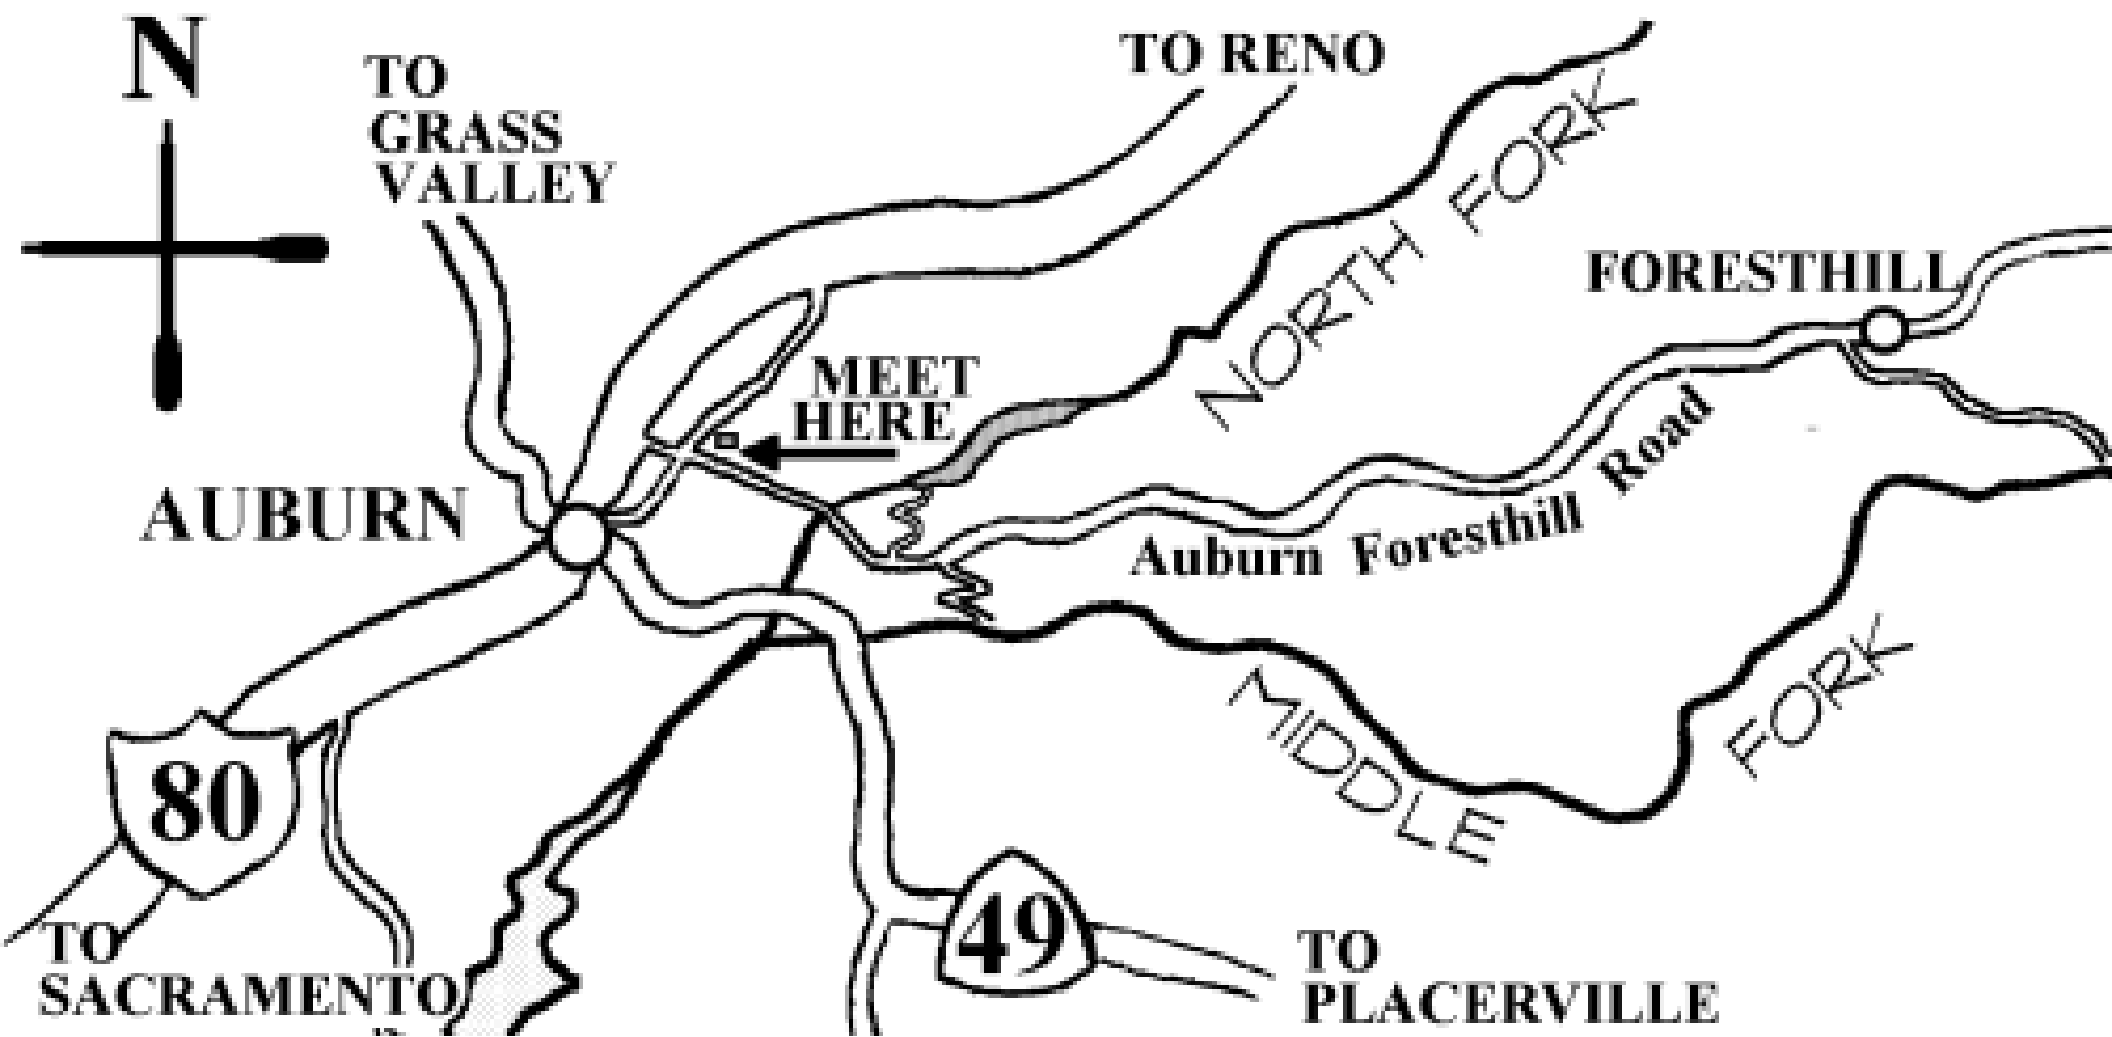 N
TO
GRASS
VALLEY
TO RENO
NORTH FORK
FORESTHILL
MEET
HERE
AUBURN
Auburn Foresthill Road
MIDDLE FORK
80
49
TO
SACRAMENTO
TO
PLACERVILLE